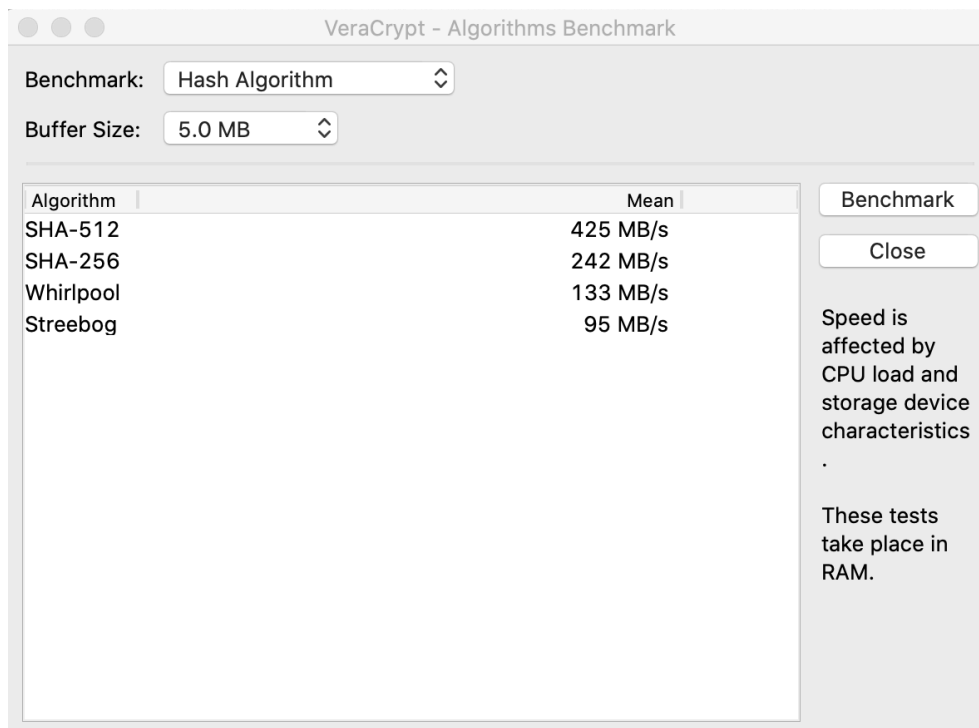 VeraCrypt - Algorithms Benchmark
Benchmark: Hash Algorithm
Buffer Size: 5.0 MB
Algorithm Mean
SHA-512 425 MB/s
SHA-256 242 MB/s
Whirlpool 133 MB/s
Streebog 95 MB/s
Benchmark
Close
Speed is
affected by
CPU load and
storage device
characteristics
.
These tests
take place in
RAM.